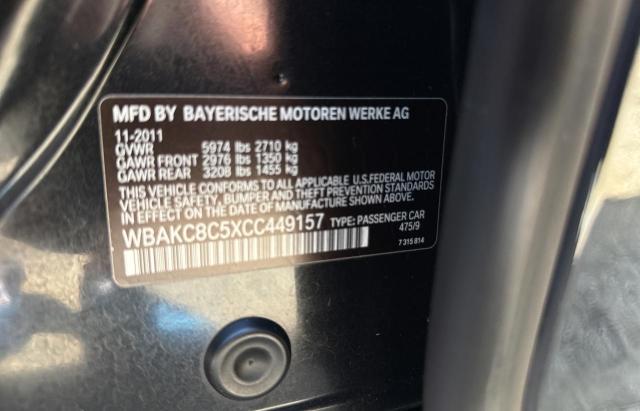 MFD BY BAYERISCHE MOTOREN WERKE AG
11-2011
GVWR 5974 lbs 2710 kg
GAWR FRONT 2976 lbs 1350 kg
GAWR REAR 3208 lbs 1455 kg
THIS VEHICLE CONFORMS TO ALL APPLICABLE U.S.FEDERAL MOTOR
VEHICLE SAFETY, BUMPER AND THEFT PREVENTION STANDARDS
IN EFFECT ON THE DATE OF MANUFACTURE SHOWN ABOVE.
WBAKC8C5XCC449157 TYPE: PASSENGER CAR
475/9
7 315 814